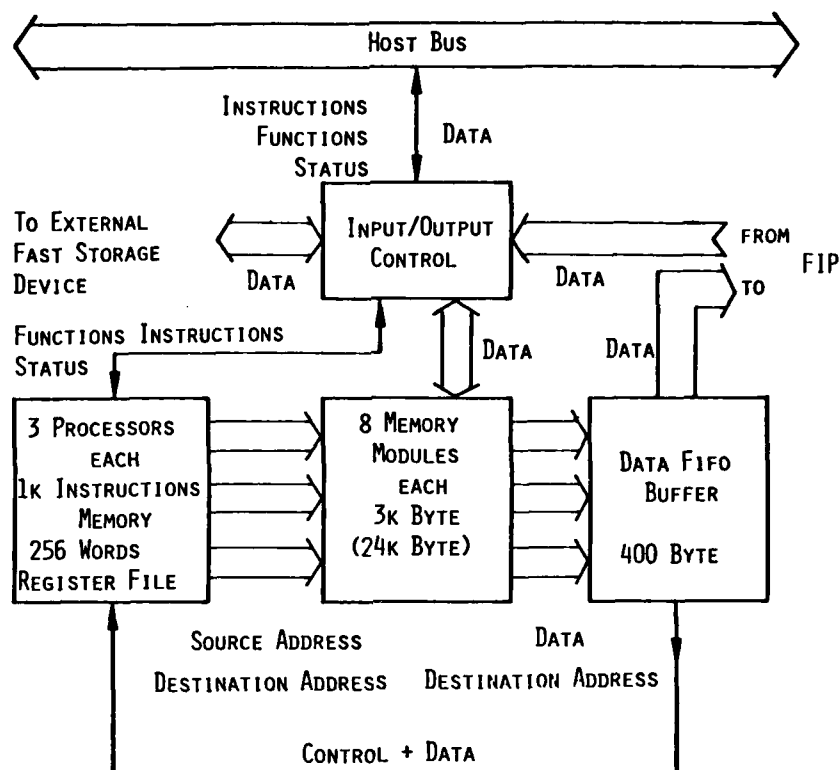 HOST BUS
INSTRUCTIONS
FUNCTIONS
STATUS
DATA
TO EXTERNAL
FAST STORAGE
DEVICE
DATA
INPUT/OUTPUT
CONTROL
DATA
FROM
TO
FIP
FUNCTIONS INSTRUCTIONS
STATUS
DATA
DATA
3 PROCESSORS
EACH
1K INSTRUCTIONS
MEMORY
256 WORDS
REGISTER FILE
8 MEMORY
MODULES
EACH
3K BYTE
(24K BYTE)
DATA FIFO
BUFFER
400 BYTE
SOURCE ADDRESS
DESTINATION ADDRESS
DATA
DESTINATION ADDRESS
CONTROL + DATA